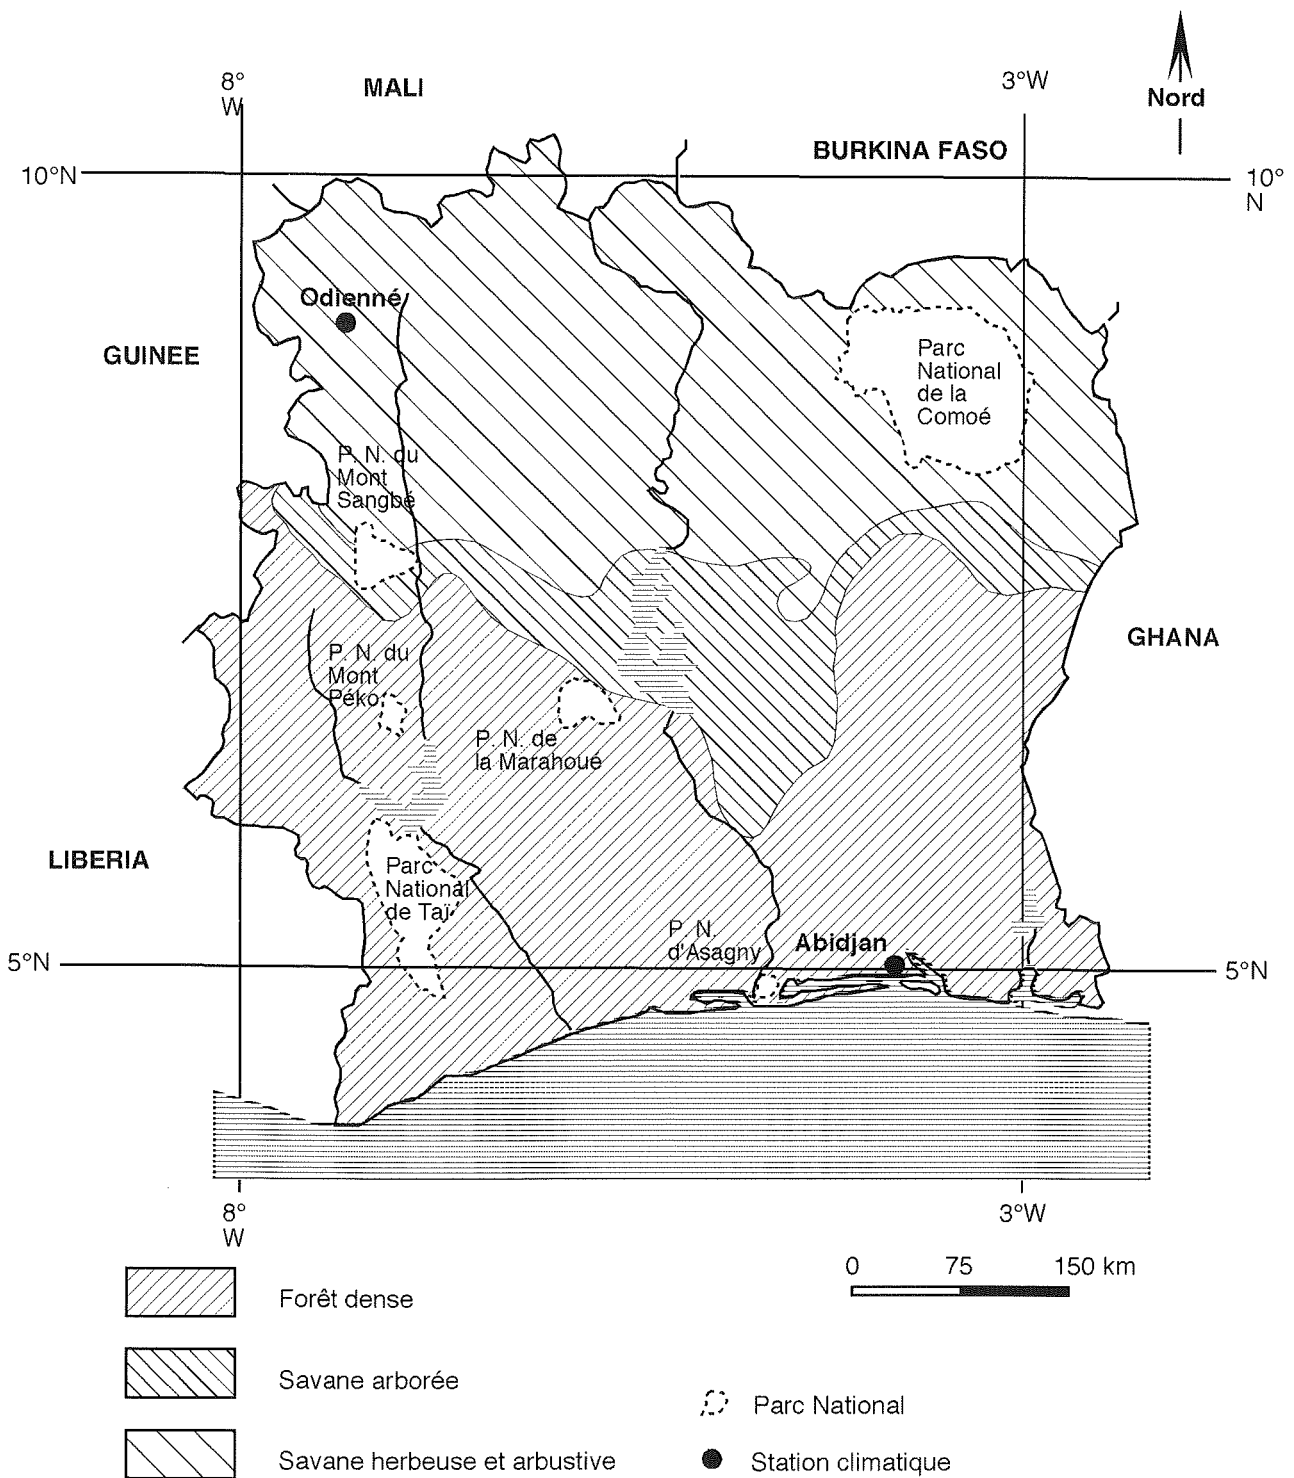 8°
W
MALI
3°W
Nord
BURKINA FASO
10°N
10°
N
Odienné
GUINEE
Parc
National
de la
Comoé
P. N. du
Mont
Sangbé
GHANA
P. N. du
Mont
Péko
P. N. de
la Marahoué
LIBERIA
Parc
National
de Taï
P. N.
d'Asagny
Abidjan
5°N
5°N
8°
W
3°W
0 75 150 km
Forêt dense
Savane arborée
Parc National
Savane herbeuse et arbustive
Station climatique